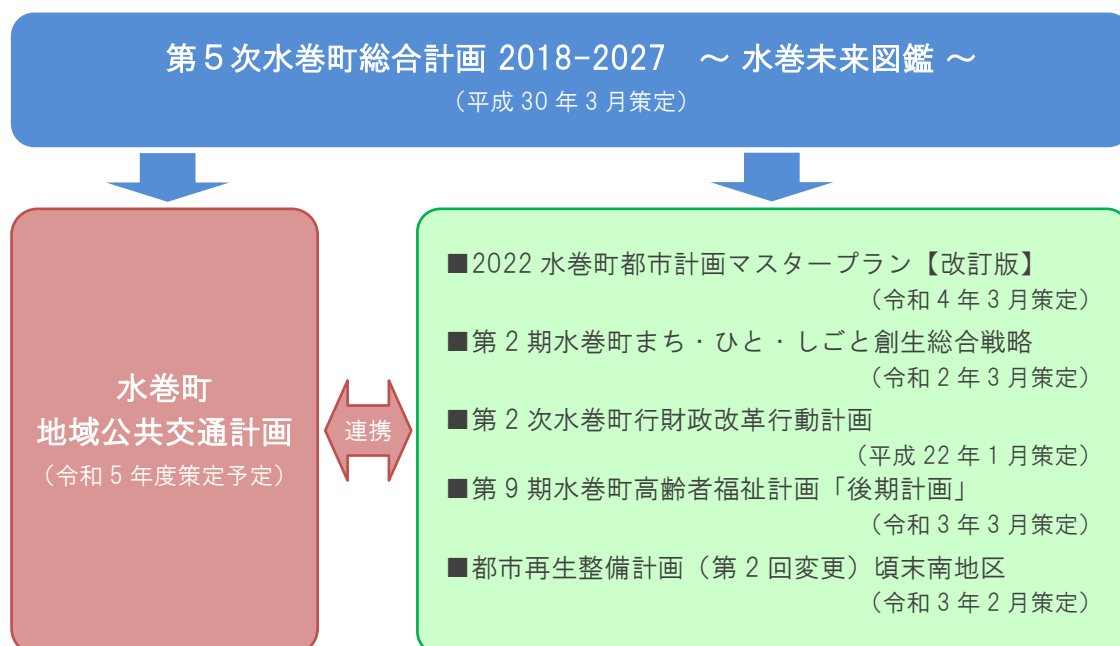 第5次水巻町総合計画 2018-2027 ～ 水巻未来図鑑 ～
（平成 30 年 3 月策定）
水巻町
地域公共交通計画
（令和 5 年度策定予定）
連携
■2022 水巻町都市計画マスタープラン【改訂版】
（令和 4 年 3 月策定）
■第 2 期水巻町まち・ひと・しごと創生総合戦略
（令和 2 年 3 月策定）
■第 2 次水巻町行財政改革行動計画
（平成 22 年 1 月策定）
■第 9 期水巻町高齢者福祉計画「後期計画」
（令和 3 年 3 月策定）
■都市再生整備計画（第 2 回変更）頃末南地区
（令和 3 年 2 月策定）